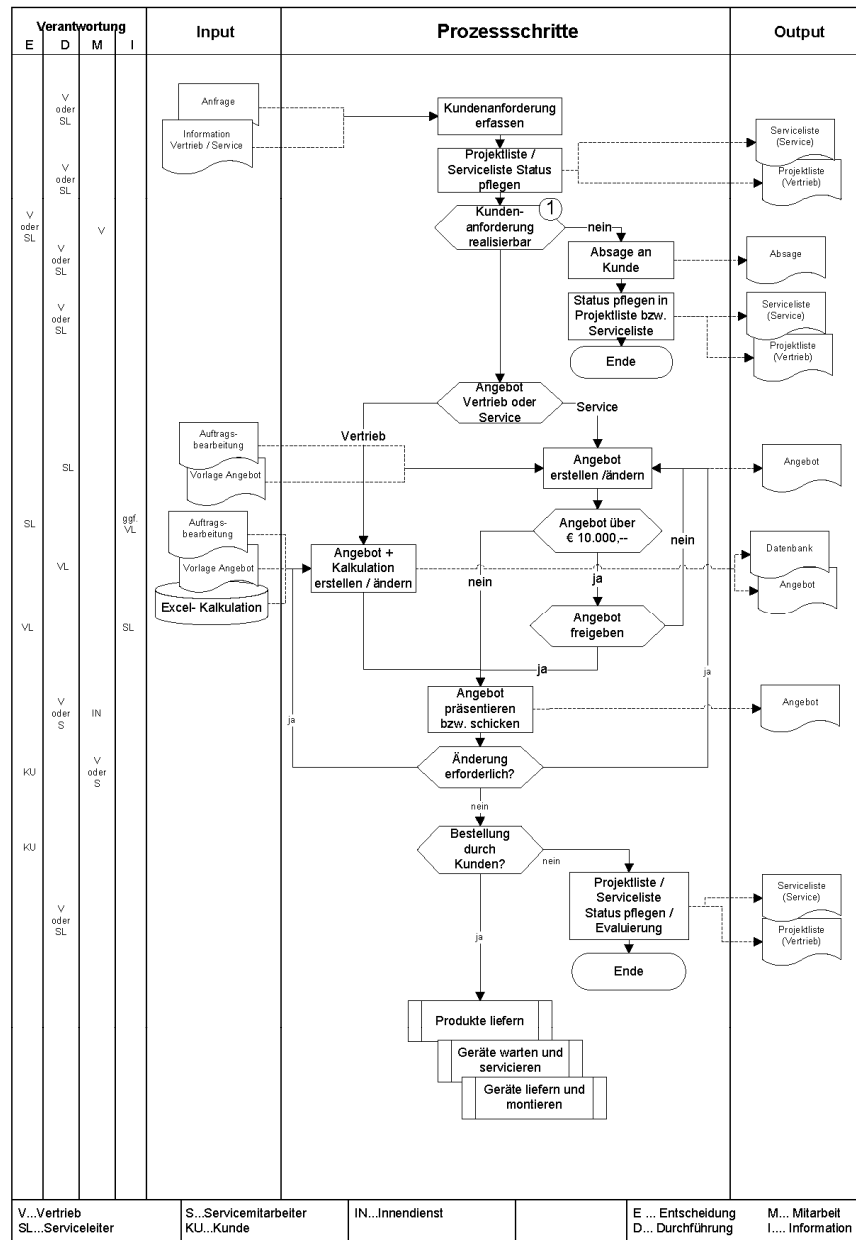 Verantwortung
E D M I
Input
Prozessschritte
Output
V
oder
SL
Anfrage
Information
Vertrieb / Service
Kundenanforderung
erfassen
V
oder
SL
Projektliste /
Serviceliste Status
pflegen
Serviceliste
(Service)
Projektliste
(Vertrieb)
V
oder
SL
V
Kunden-
anforderung
realisierbar
1
nein
V
oder
SL
Absage an
Kunde
Absage
V
oder
SL
Status pflegen in
Projektliste bzw.
Serviceliste
Serviceliste
(Service)
Projektliste
(Vertrieb)
Ende
Angebot
Vertrieb oder
Service
Vertrieb
Service
SL
Auftrags-
bearbeitung
Vorlage Angebot
Angebot
erstellen /ändern
Angebot
SL
ggf.
VL
Angebot über
€ 10.000,--
nein
nein
ja
VL
Auftrags-
bearbeitung
Vorlage Angebot
Excel- Kalkulation
Angebot +
Kalkulation
erstellen / ändern
Datenbank
Angebot
VL
SL
Angebot
freigeben
ja
V
oder
S
IN
Angebot
präsentieren
bzw. schicken
Angebot
ja
ja
KU
V
oder
S
Änderung
erforderlich?
nein
KU
Bestellung
durch
Kunden?
nein
ja
V
oder
SL
Projektliste /
Serviceliste
Status pflegen /
Evaluierung
Serviceliste
(Service)
Projektliste
(Vertrieb)
Ende
Produkte liefern
Geräte warten und
servicieren
Geräte liefern und
montieren
V...Vertrieb
SL...Serviceleiter
S...Servicemitarbeiter
KU...Kunde
IN...Innendienst
E ... Entscheidung
D... Durchführung
M... Mitarbeit
I.... Information